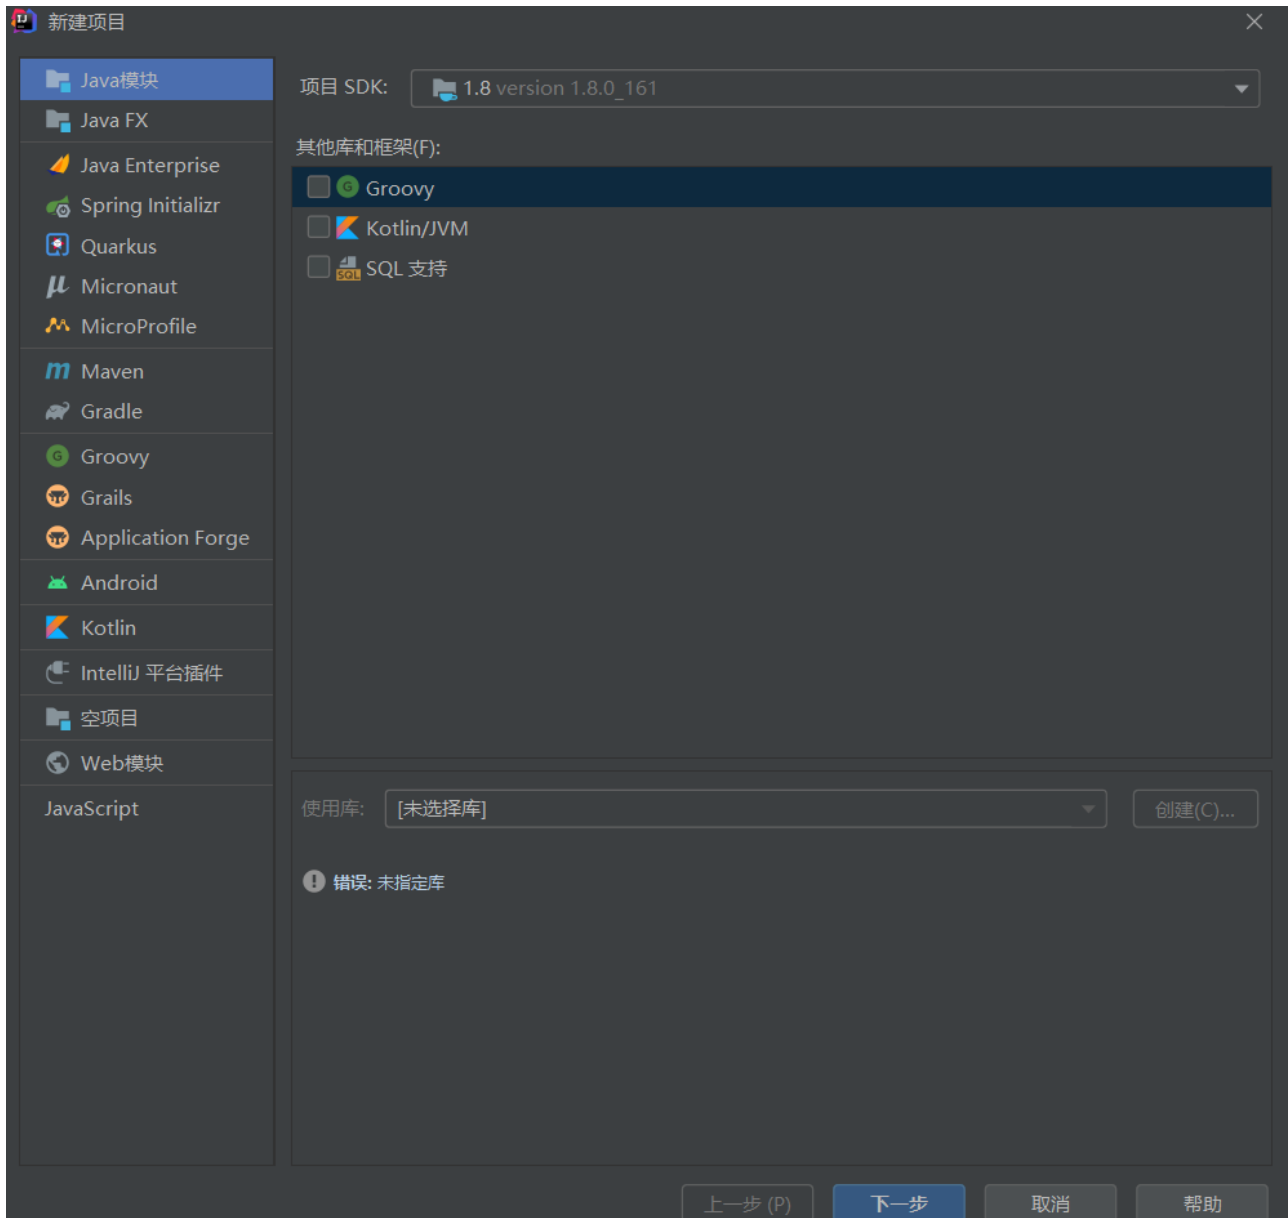 新建项目
Java模块
Java FX
Java Enterprise
Spring Initializr
Quarkus
Micronaut
MicroProfile
Maven
Gradle
Groovy
Grails
Application Forge
Android
Kotlin
IntelliJ 平台插件
空项目
Web模块
JavaScript
项目 SDK: 1.8 version 1.8.0_161
其他库和框架(F):
Groovy
Kotlin/JVM
SQL 支持
使用库: [未选择库] 创建(C)...
错误: 未指定库
上一步 (P) 下一步 取消 帮助